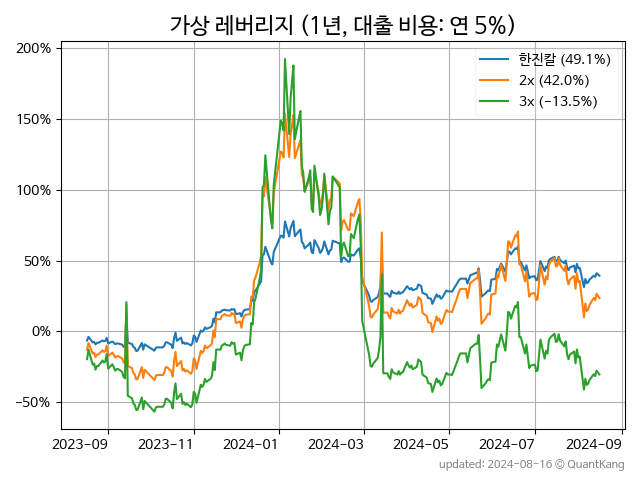 가상 레버리지 (1년, 대출 비용: 연 5%)
200%
150%
100%
50%
0%
−50%
한진칼 (49.1%)
2x (42.0%)
3x (−13.5%)
2023-09 2023-11 2024-01 2024-03 2024-05 2024-07 2024-09
updated: 2024-08-16 © QuantKang